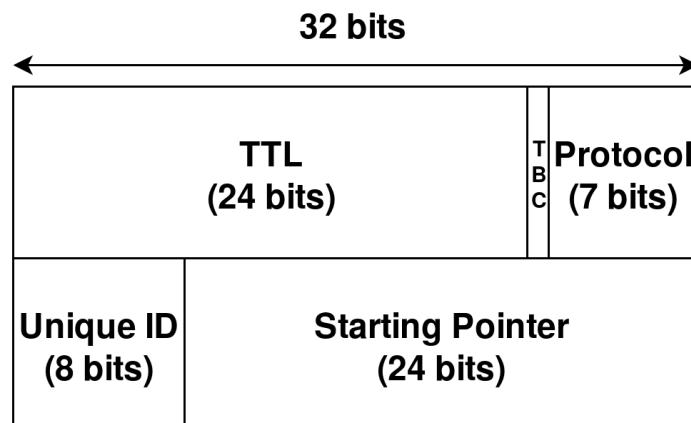 32 bits
TTL
(24 bits)
T
B
C
Protocol
(7 bits)
Unique ID
(8 bits)
Starting Pointer
(24 bits)